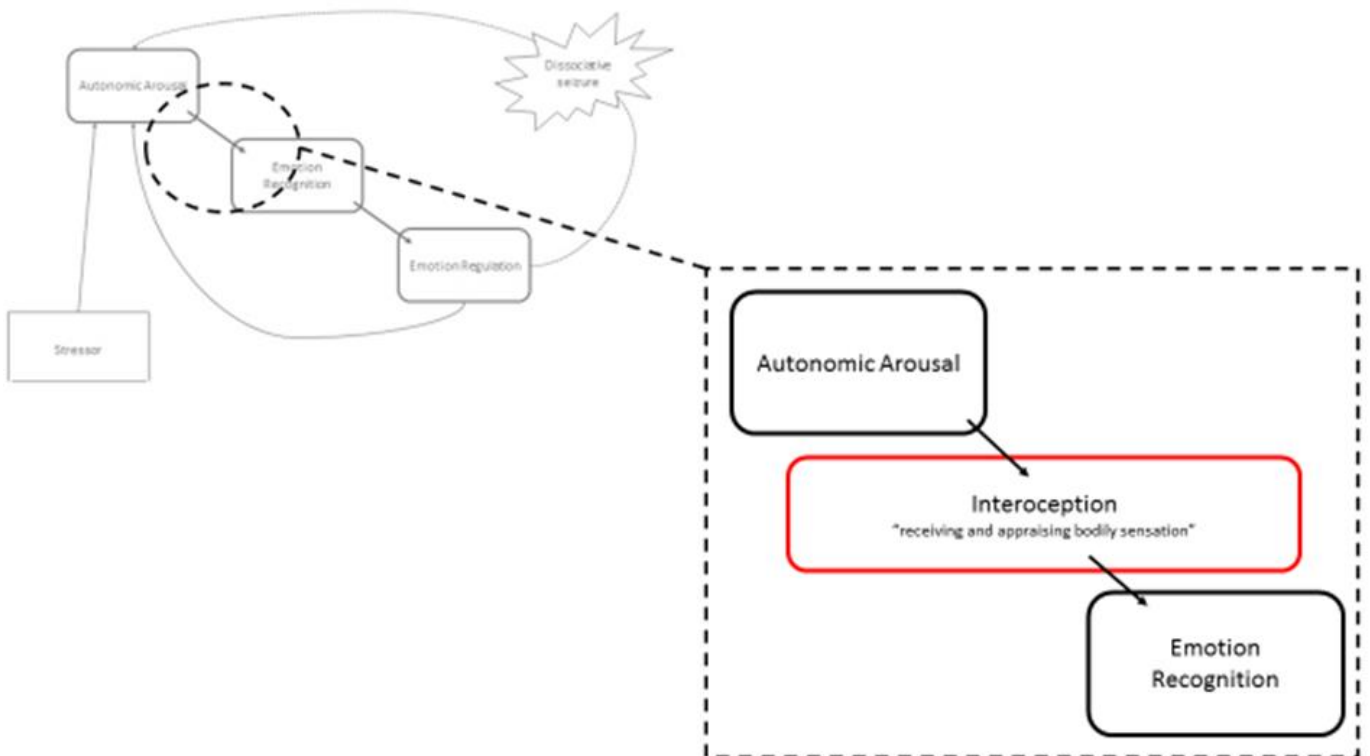 Autonomic Arousal
Dissociative
seizure
Emotion
Recognition
Emotion Regulation
Stressor
Autonomic Arousal
Interoception
“receiving and appraising bodily sensation”
Emotion
Recognition